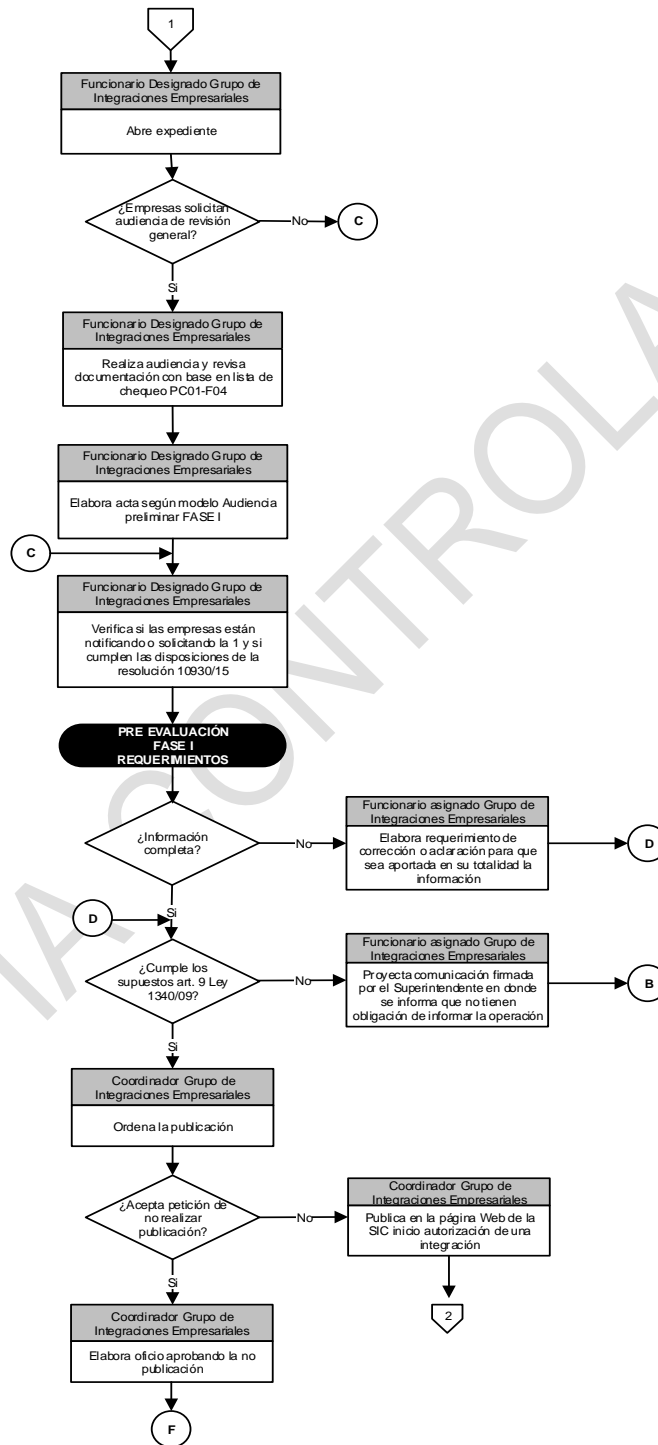 1
Funcionario Designado Grupo de
Integraciones Empresariales
Abre expediente
¿Empresas solicitan
audiencia de revisión
general?
No
C
Si
Funcionario Designado Grupo de
Integraciones Empresariales
Realiza audiencia y revisa
documentación con base en lista de
chequeo PC01-F04
Funcionario Designado Grupo de
Integraciones Empresariales
Elabora acta según modelo Audiencia
preliminar FASE I
C
Funcionario Designado Grupo de
Integraciones Empresariales
Verifica si las empresas están
notificando o solicitando la 1 y si
cumplen las disposiciones de la
resolución 10930/15
PRE EVALUACIÓN
FASE I
REQUERIMIENTOS
¿Información
completa?
No
Funcionario asignado Grupo de
Integraciones Empresariales
Elabora requerimiento de
corrección o aclaración para que
sea aportada en su totalidad la
información
D
Si
D
¿Cumple los
supuestos art. 9 Ley
1340/09?
No
Funcionario asignado Grupo de
Integraciones Empresariales
Proyecta comunicación firmada
por el Superintendente en donde
se informa que no tienen
obligación de informar la operación
B
Si
Coordinador Grupo de
Integraciones Empresariales
Ordena la publicación
¿Acepta petición de
no realizar
publicación?
No
Coordinador Grupo de
Integraciones Empresariales
Publica en la página Web de la
SIC inicio autorización de una
integración
2
Si
Coordinador Grupo de
Integraciones Empresariales
Elabora oficio aprobando la no
publicación
F
IA CONTROLA